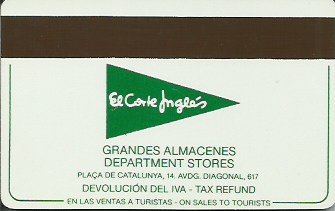 El Corte Inglés
GRANDES ALMACENES
DEPARTMENT STORES
PLAÇA DE CATALUNYA, 14. AVDG. DIAGONAL, 617
DEVOLUCIÓN DEL IVA - TAX REFUND
EN LAS VENTAS A TURISTAS - ON SALES TO TOURISTS